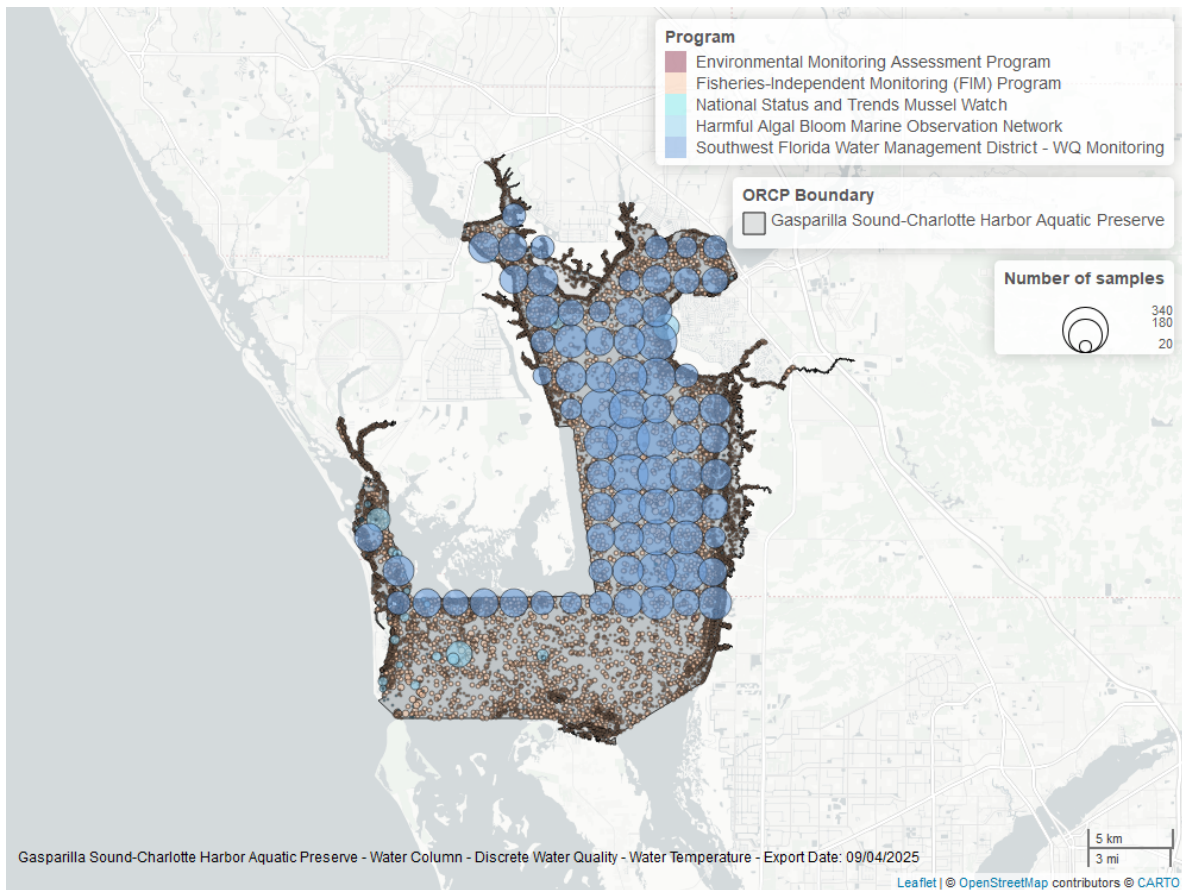 Program
Environmental Monitoring Assessment Program
Fisheries-Independent Monitoring (FIM) Program
National Status and Trends Mussel Watch
Harmful Algal Bloom Marine Observation Network
Southwest Florida Water Management District - WQ Monitoring
ORCP Boundary
Gasparilla Sound-Charlotte Harbor Aquatic Preserve
Number of samples
340
180
20
5 km
3 mi
Gasparilla Sound-Charlotte Harbor Aquatic Preserve - Water Column - Discrete Water Quality - Water Temperature - Export Date: 09/04/2025
Leaflet | © OpenStreetMap contributors © CARTO